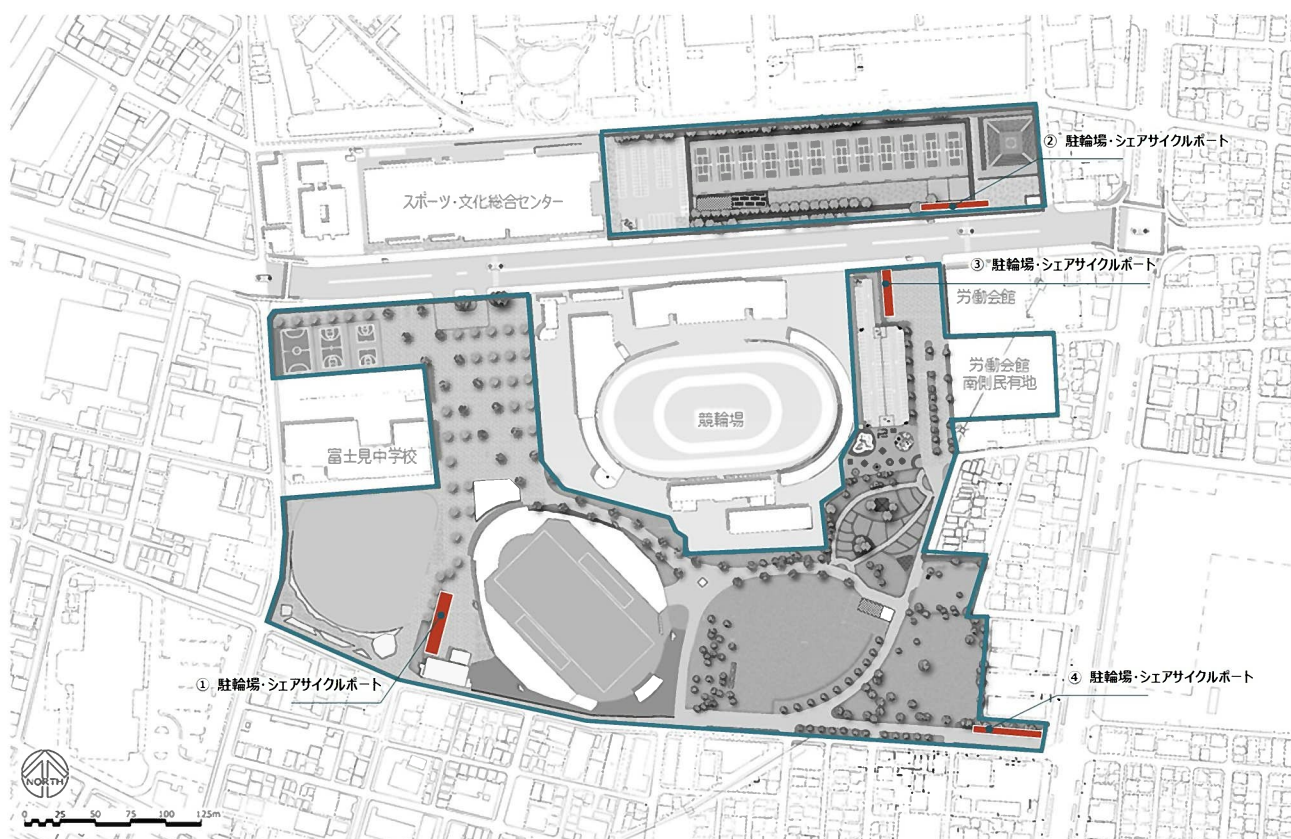 ② 駐輪場・シェアサイクルポート
スポーツ・文化総合センター
③ 駐輪場・シェアサイクルポート
労働会館
労働会館
南側民有地
競輪場
富士見中学校
① 駐輪場・シェアサイクルポート
④ 駐輪場・シェアサイクルポート
NORTH
0 25 50 75 100 125m